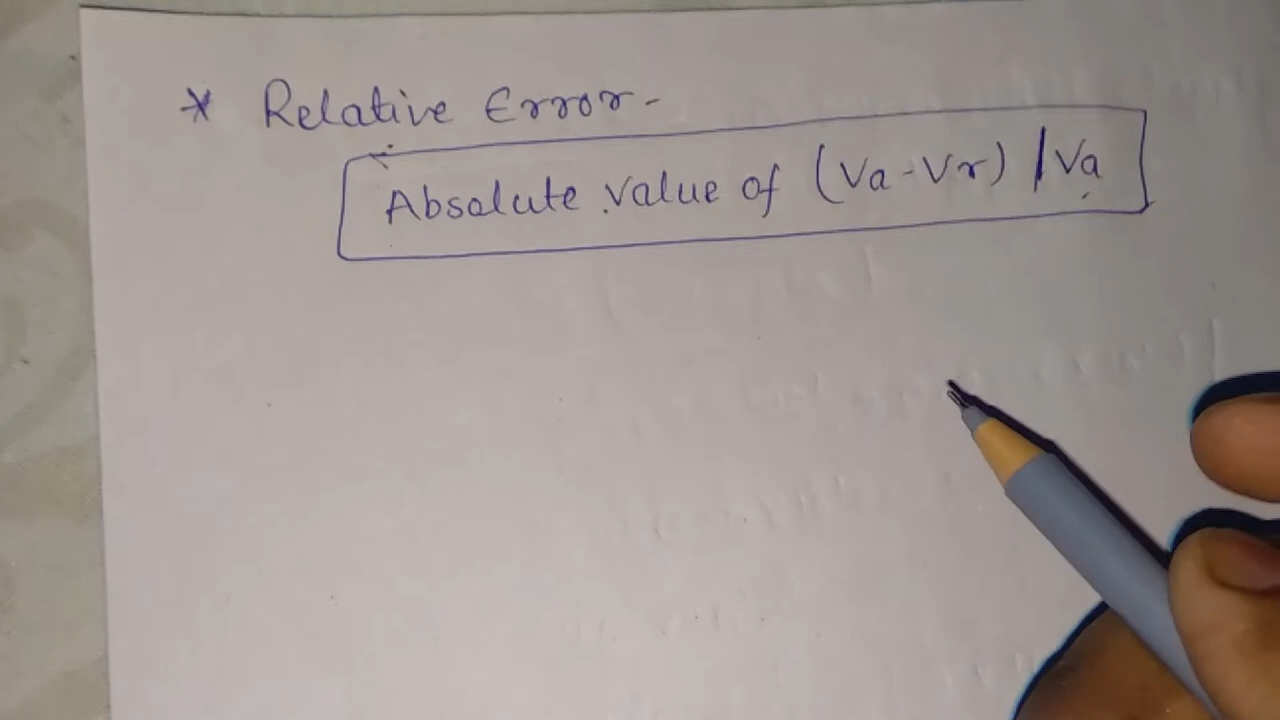 * Relative Error-
Absolute value of (Va-Vr) / Va